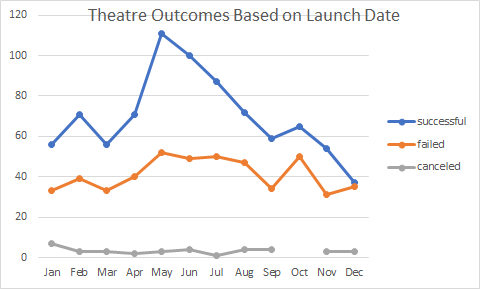 Theatre Outcomes Based on Launch Date
120
100
80
60
40
20
0
Jan Feb Mar Apr May Jun Jul Aug Sep Oct Nov Dec
successful
failed
canceled